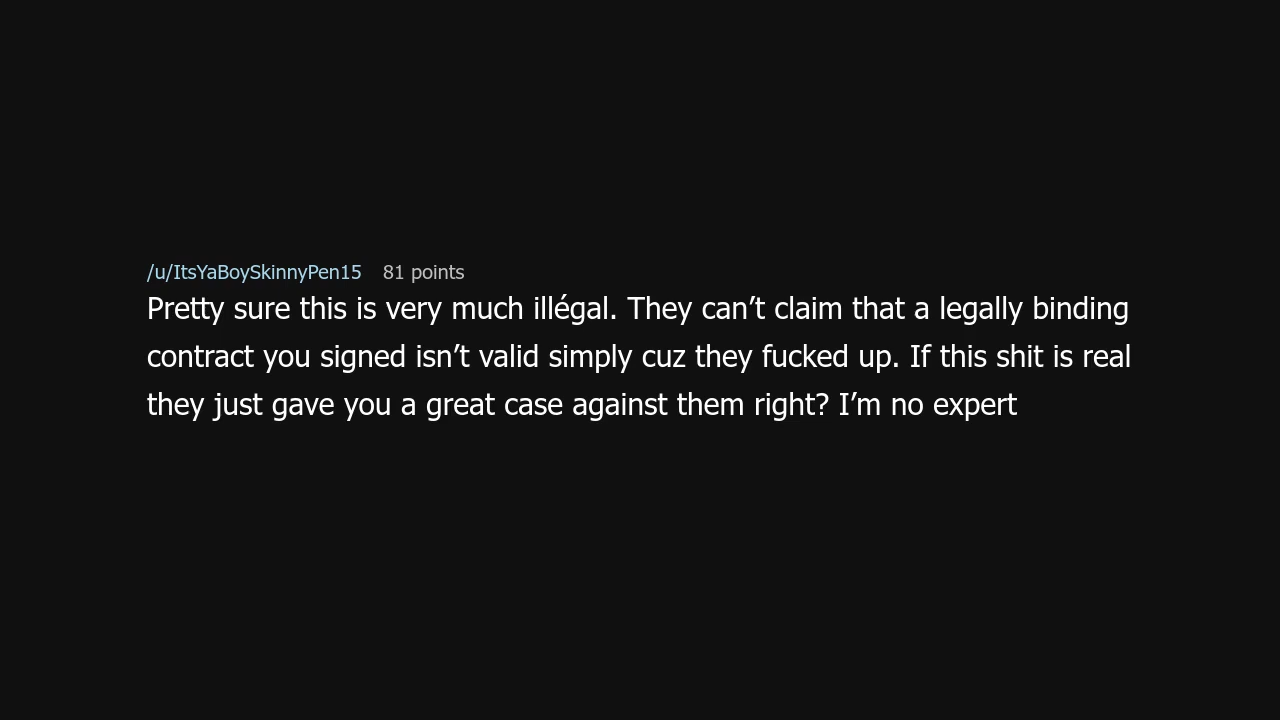 /u/ItsYaBoySkinnyPen15 81 points
Pretty sure this is very much illégal. They can’t claim that a legally binding
contract you signed isn’t valid simply cuz they fucked up. If this shit is real
they just gave you a great case against them right? I’m no expert